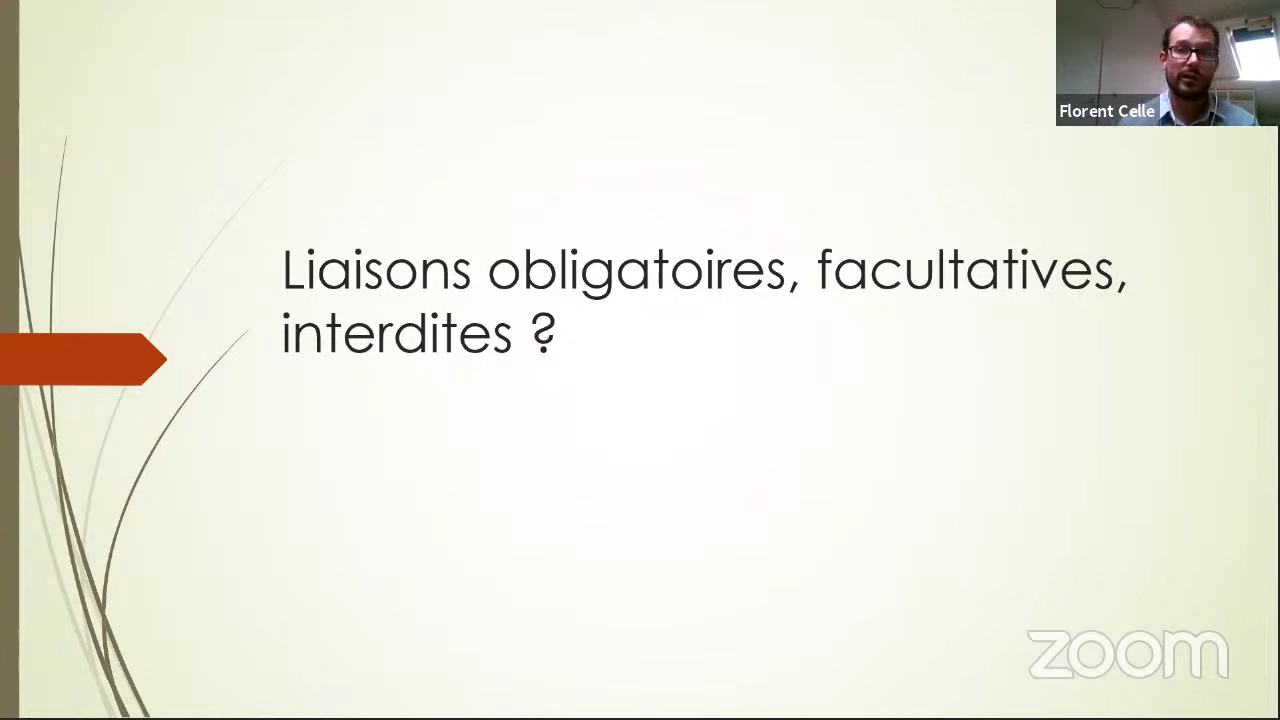 Florent Celle
Liaisons obligatoires, facultatives,
interdites ?
zoom